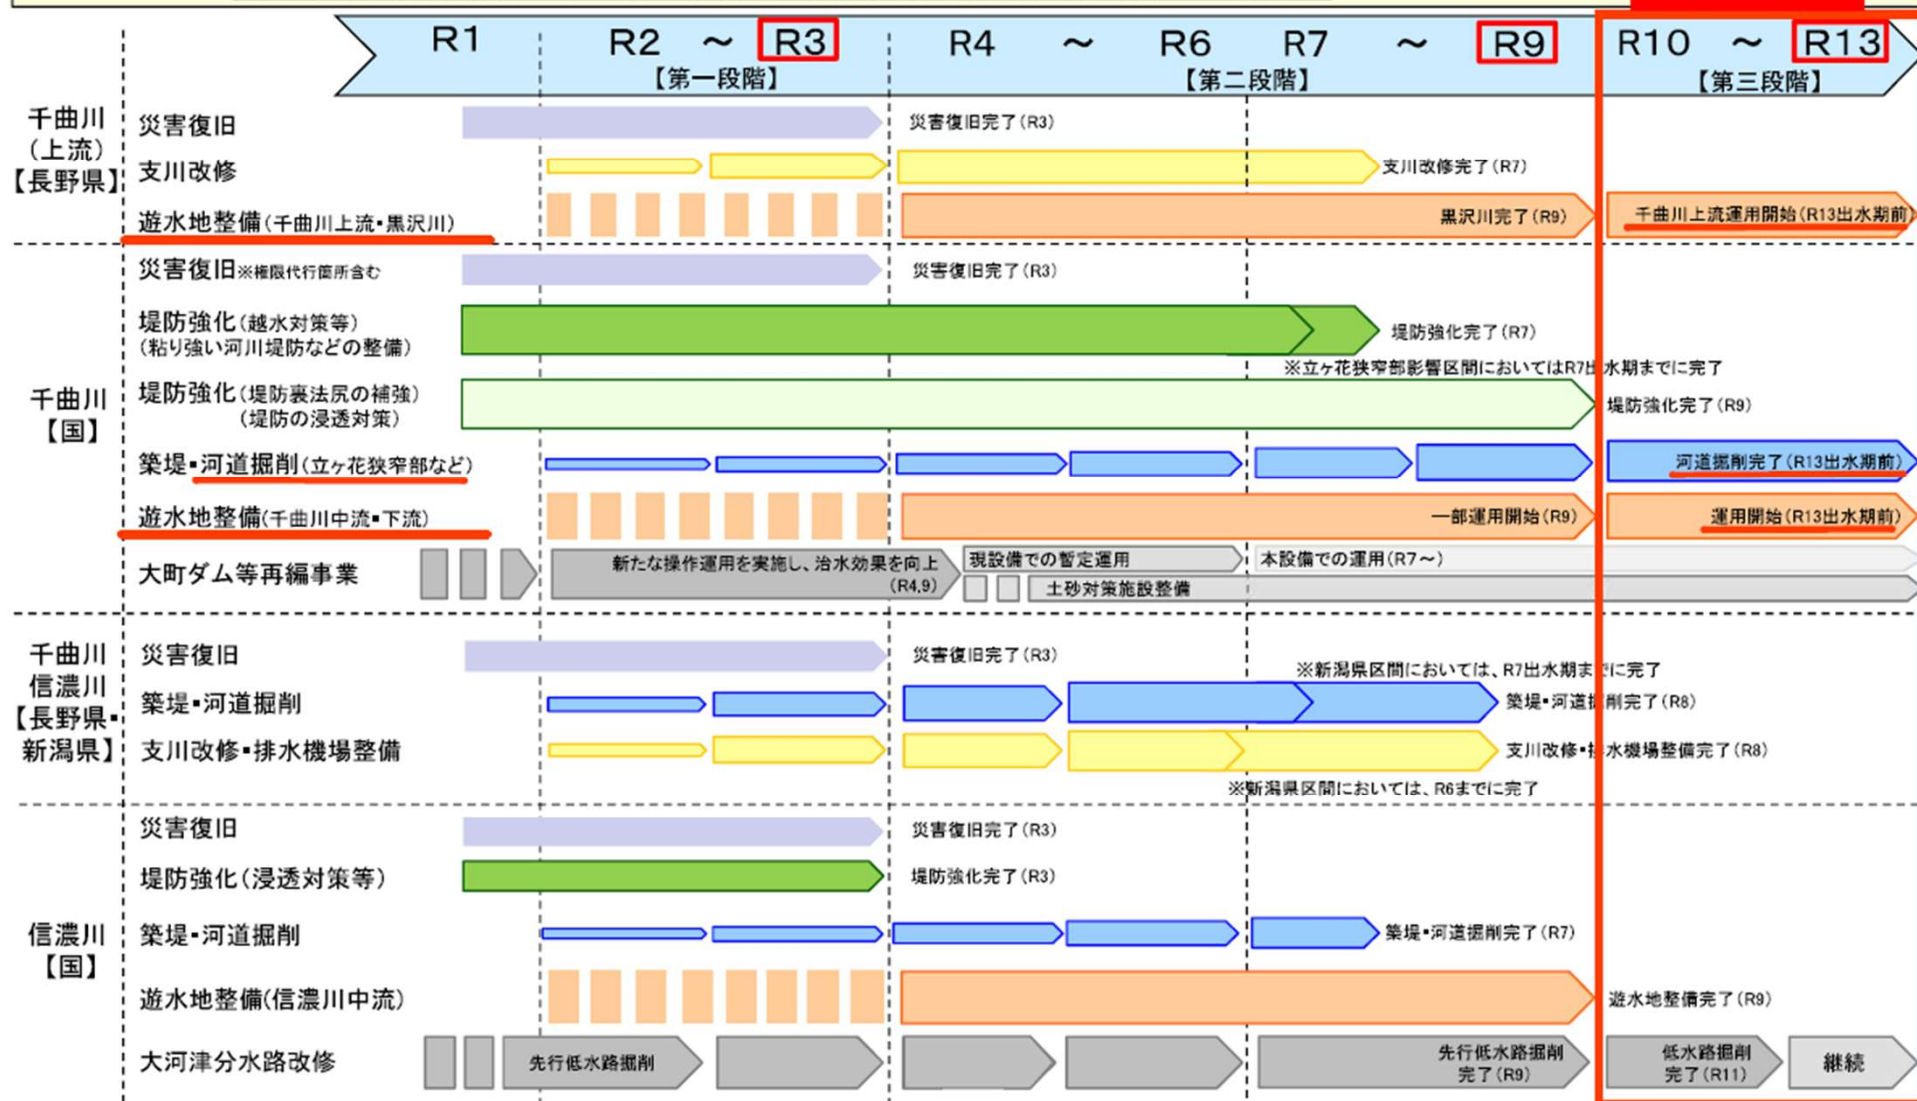 R1 R2 ～ R3 R4 ～ R6 R7 ～ R9 R10 ～ R13
【第一段階】 【第二段階】 【第三段階】
千曲川
(上流)
【長野県】
災害復旧 災害復旧完了(R3)
支川改修 支川改修完了(R7)
遊水地整備(千曲川上流・黒沢川) 黒沢川完了(R9) 千曲川上流運用開始(R13出水期前)
千曲川
【国】
災害復旧※権限代行箇所含む 災害復旧完了(R3)
堤防強化(越水対策等)
(粘り強い河川堤防などの整備) 堤防強化完了(R7)
※立ヶ花狭窄部影響区間においてはR7出水期までに完了
堤防強化(堤防裏法尻の補強)
(堤防の浸透対策) 堤防強化完了(R9)
築堤・河道掘削(立ヶ花狭窄部など) 河道掘削完了(R13出水期前)
遊水地整備(千曲川中流・下流) 一部運用開始(R9) 運用開始(R13出水期前)
大町ダム等再編事業 新たな操作運用を実施し、治水効果を向上
(R4,9)
現設備での暫定運用 本設備での運用(R7～)
土砂対策施設整備
千曲川
信濃川
【長野県・
新潟県】
災害復旧 災害復旧完了(R3)
※新潟県区間においては、R7出水期までに完了
築堤・河道掘削 築堤・河道掘削完了(R8)
支川改修・排水機場整備 支川改修・排水機場整備完了(R8)
※新潟県区間においては、R6までに完了
信濃川
【国】
災害復旧 災害復旧完了(R3)
堤防強化(浸透対策等) 堤防強化完了(R3)
築堤・河道掘削 築堤・河道掘削完了(R7)
遊水地整備(信濃川中流) 遊水地整備完了(R9)
大河津分水路改修 先行低水路掘削
先行低水路掘削
完了(R9)
低水路掘削
完了(R11)
継続